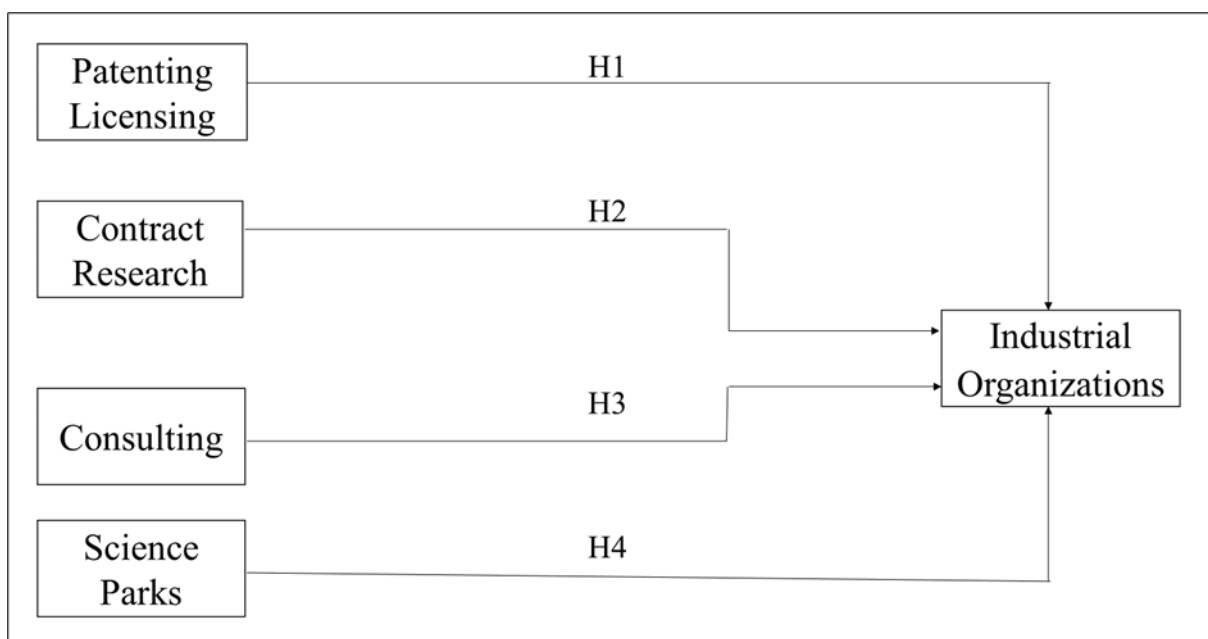 Patenting
Licensing
H1
Contract
Research
H2
Industrial
Organizations
Consulting
H3
Science
Parks
H4